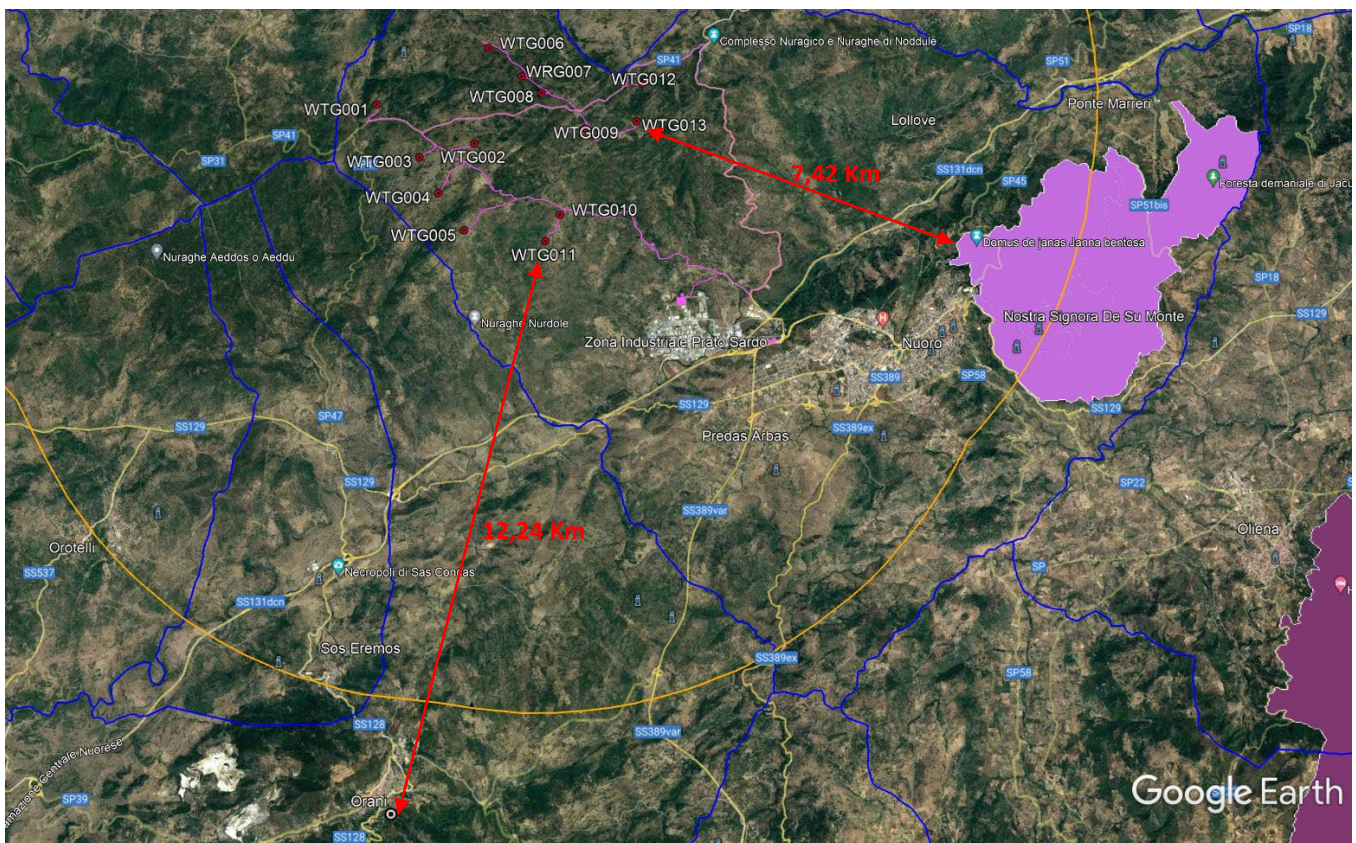 SP18
WTG006
Complesso Nuragico e Nuraghe di Noddule
SP41
SP51
WRG007
WTG012
WTG008
WTG001
Ponte Marreri
WTG013
Lollove
WTG009
SP41
SP31
WTG002
WTG003
7,42 Km
SS131dcn
SP45
Foresta demaniale di Jacu
WTG004
SP51bis
WTG010
WTG005
Domus de janas Janna bentosa
WTG011
Nuraghe Aeddos o Aeddu
SP18
Nuraghe Nurdole
H
Nostra Signora De Su Monte
SS129
Zona Industriale Prato Sardo
Nuoro
SS389
SP58
SS129
SS129
SP47
SS129
SS389ex
Predas Arbas
SS129
SP22
SS389var
12,24 Km
Oliena
Orotelli
SS537
Necropoli di Sas Concas
SP
H
SS131dcn
Sos Eremos
SS389ex
SP58
SS128
SS389var
amazione Centrale Nuorese
SP39
Orani
SS128
Google Earth